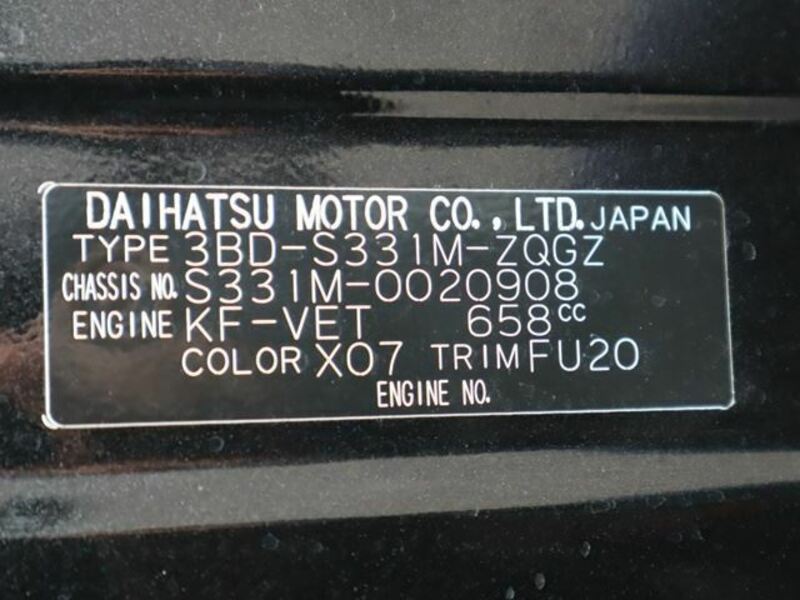 DAIHATSU MOTOR CO., LTD. JAPAN
TYPE 3BD-S331M-ZQGZ
CHASSIS NO. S331M-0020908
ENGINE KF-VET 658cc
COLOR X07 TRIM FU20
ENGINE NO.